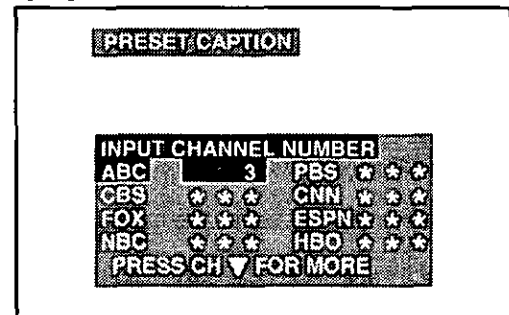 PRESET CAPTION
INPUT CHANNEL NUMBER
ABC 3 PBS * * *
CBS * * * CNN * * *
FOX * * * ESPN * * *
NBC * * * HBO * * *
PRESS CH ▼ FOR MORE